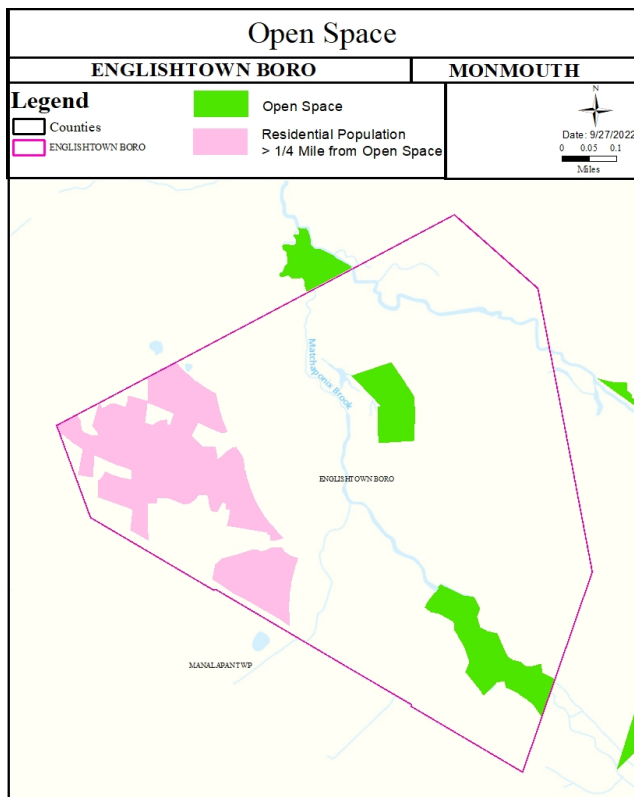 Open Space
ENGLISHTOWN BORO
MONMOUTH
Legend
Counties
ENGLISHTOWN BORO
Open Space
Residential Population
> 1/4 Mile from Open Space
N
Date: 9/27/2022
0 0.05 0.1
Miles
Matchaponix Brook
ENGLISHTOWN BORO
MANALAPAN TWP